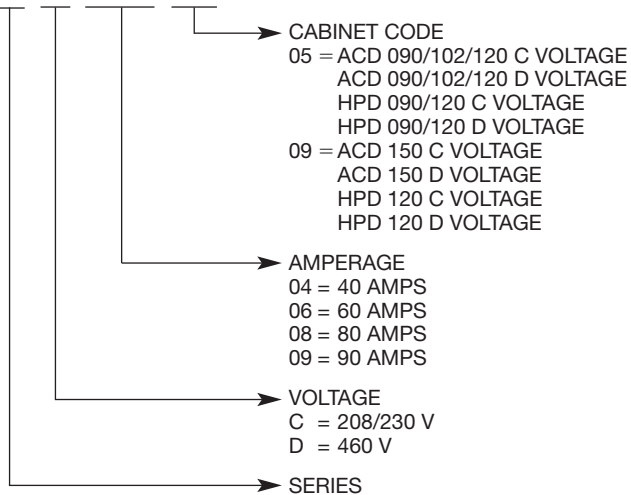 CABINET CODE
05 = ACD 090/102/120 C VOLTAGE
ACD 090/102/120 D VOLTAGE
HPD 090/120 C VOLTAGE
HPD 090/120 D VOLTAGE
09 = ACD 150 C VOLTAGE
ACD 150 D VOLTAGE
HPD 120 C VOLTAGE
HPD 120 D VOLTAGE
AMPERAGE
04 = 40 AMPS
06 = 60 AMPS
08 = 80 AMPS
09 = 90 AMPS
VOLTAGE
C = 208/230 V
D = 460 V
SERIES